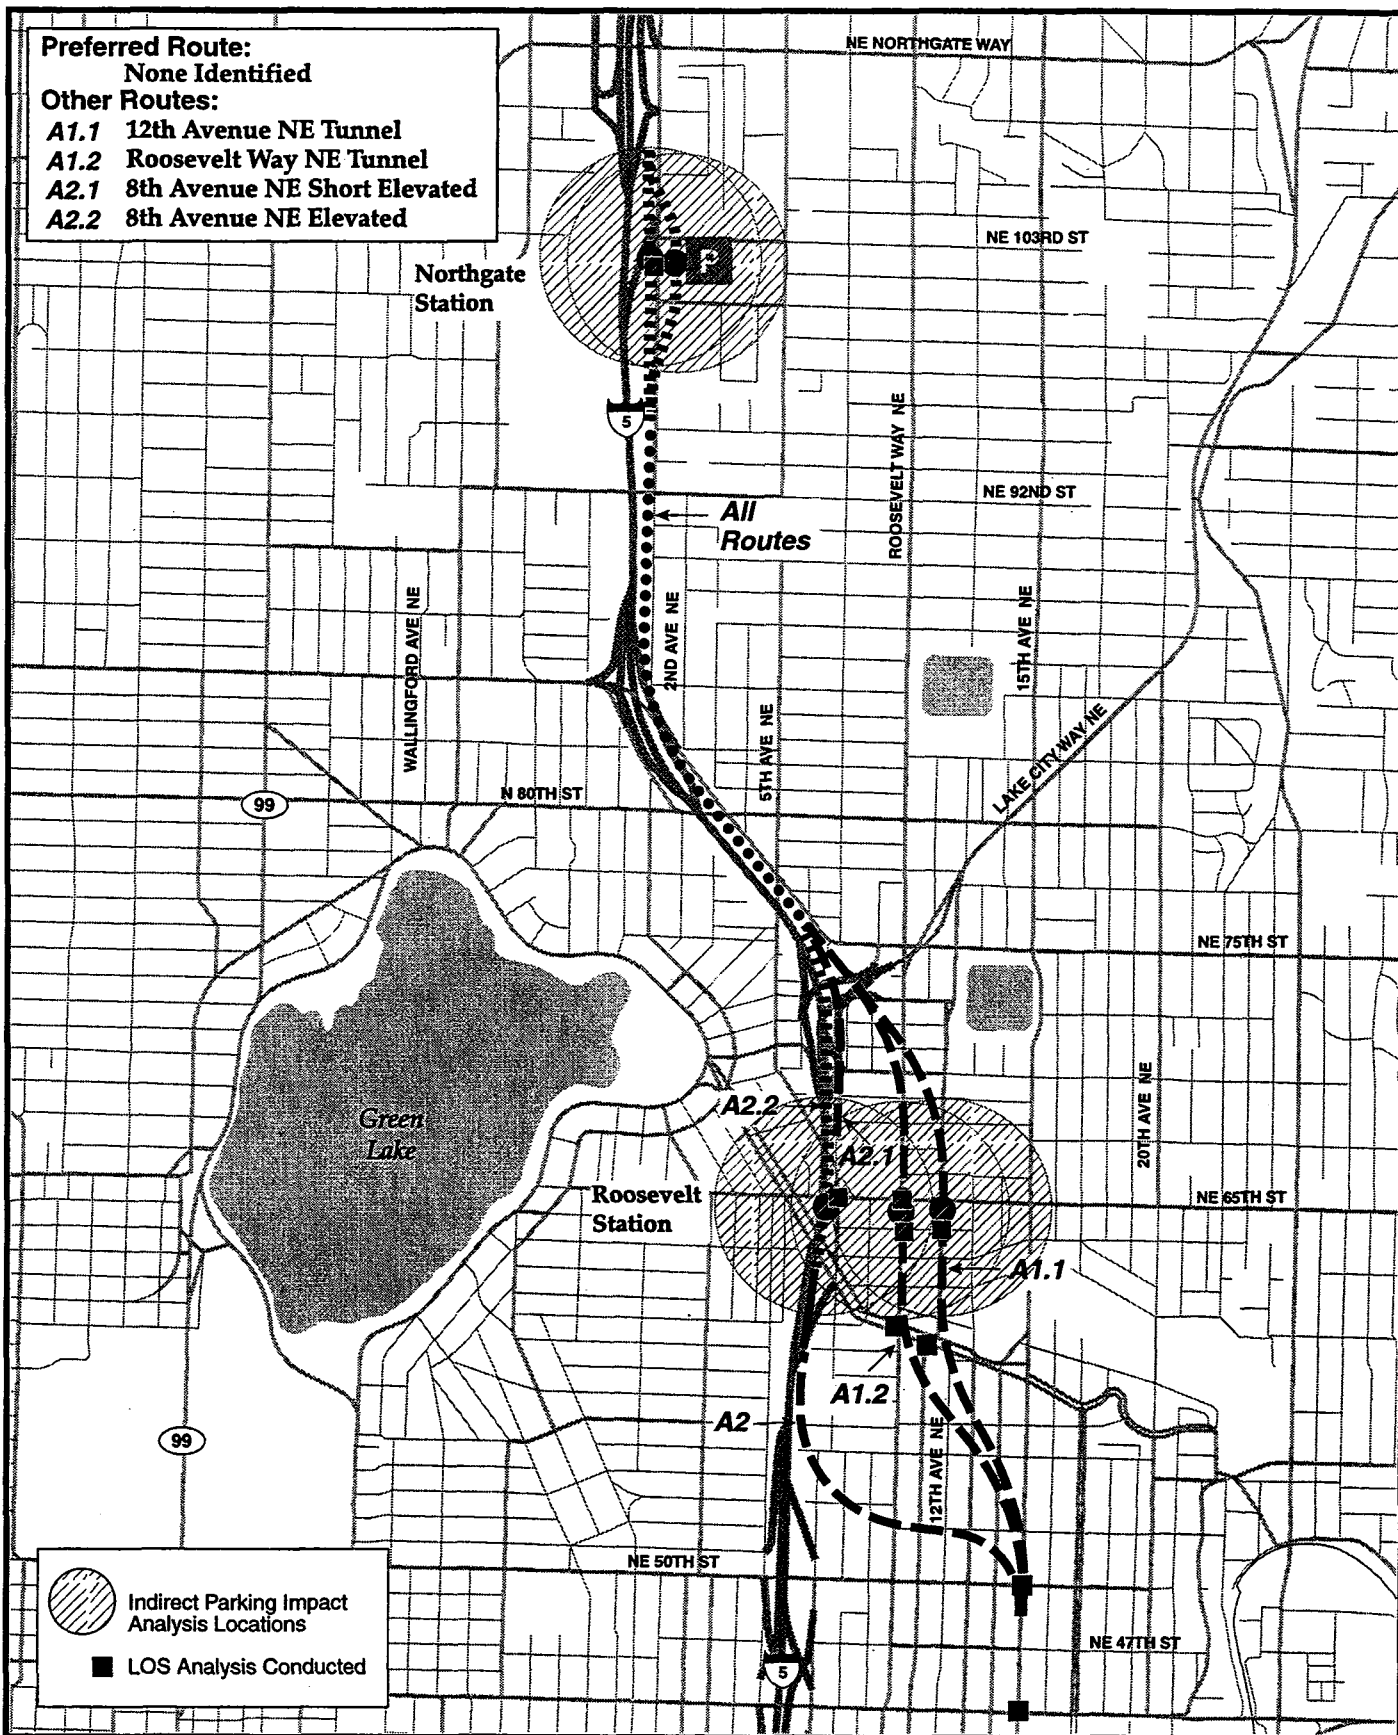 Preferred Route:
None Identified
Other Routes:
A1.1 12th Avenue NE Tunnel
A1.2 Roosevelt Way NE Tunnel
A2.1 8th Avenue NE Short Elevated
A2.2 8th Avenue NE Elevated
NE NORTHGATE WAY
NE 103RD ST
Northgate
Station
P
5
ROOSEVELT WAY NE
NE 92ND ST
All
Routes
WALLINGFORD AVE NE
2ND AVE NE
15TH AVE NE
5TH AVE NE
LAKE CITY WAY NE
N 80TH ST
99
NE 75TH ST
20TH AVE NE
A2.2
Green
Lake
A2.1
Roosevelt
Station
NE 65TH ST
A1.1
A1.2
A2
99
12TH AVE NE
NE 50TH ST
NE 47TH ST
5
Indirect Parking Impact
Analysis Locations
LOS Analysis Conducted